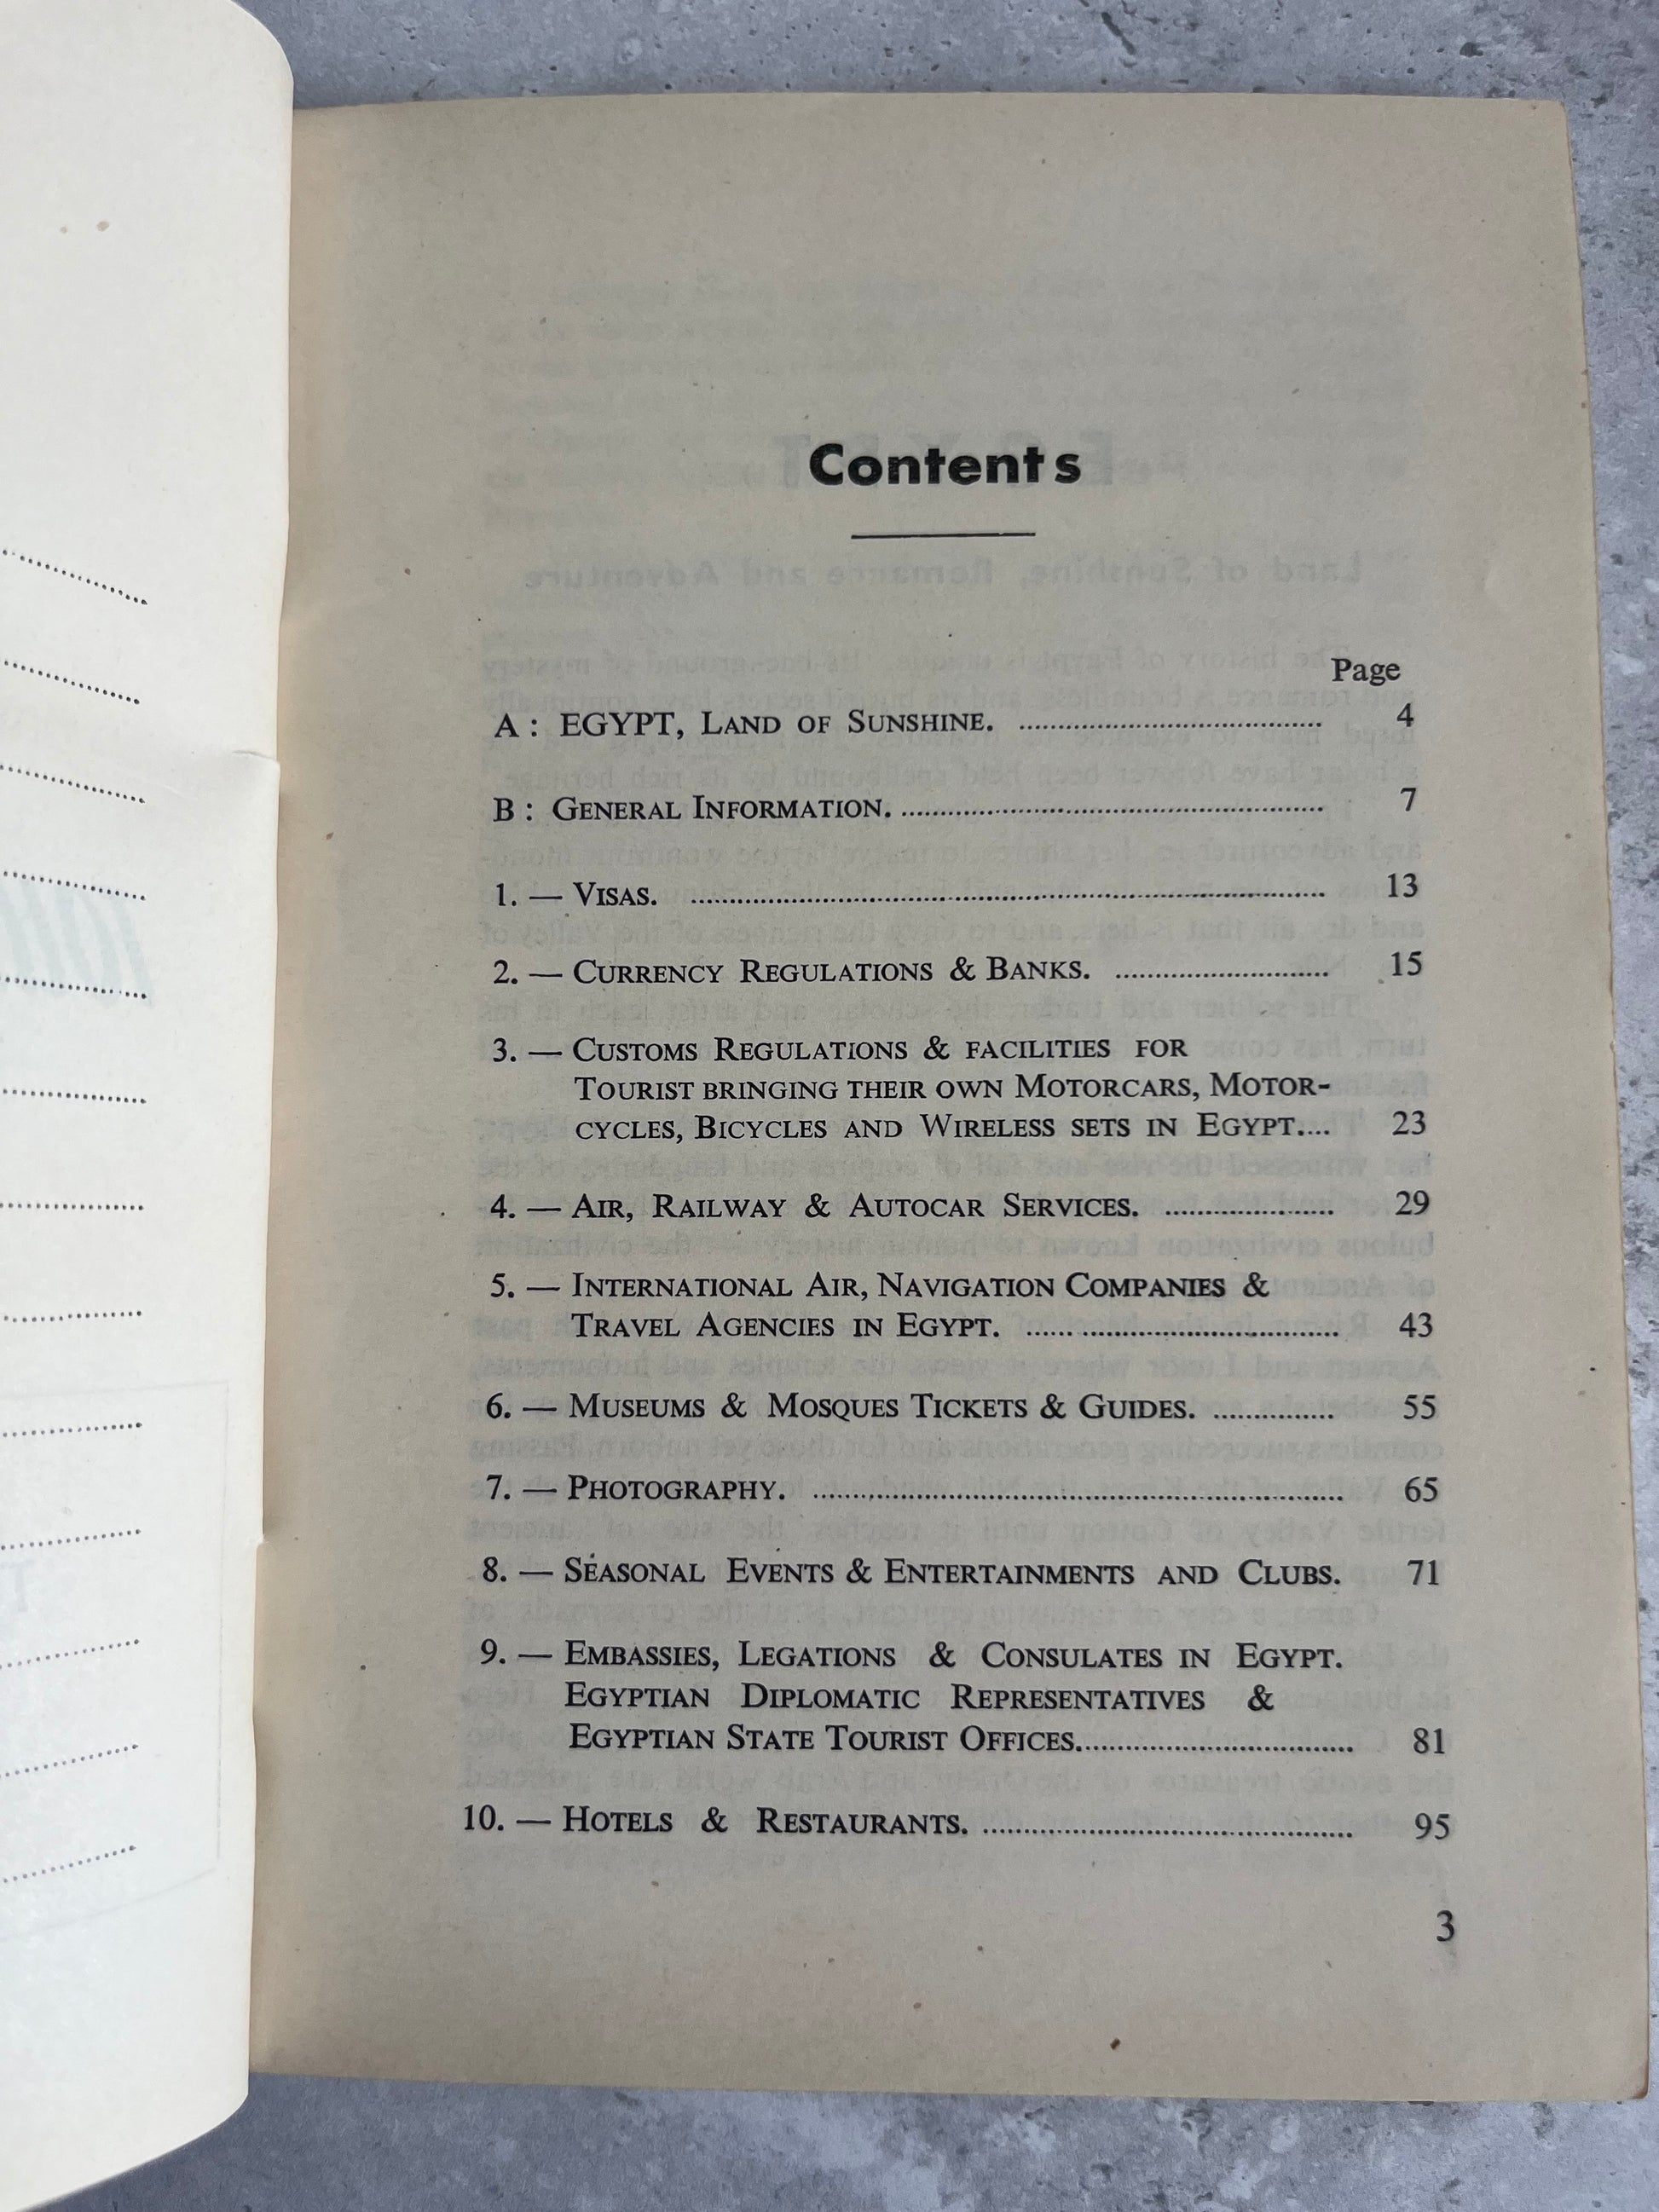 Contents
Page
A : EGYPT, LAND OF SUNSHINE. ........................................ 4
B : GENERAL INFORMATION. ........................................ 7
1. — VISAS. ........................................ 13
2. — CURRENCY REGULATIONS & BANKS. ........................................ 15
3. — CUSTOMS REGULATIONS & FACILITIES FOR
TOURIST BRINGING THEIR OWN MOTORCARS, MOTOR-
CYCLES, BICYCLES AND WIRELESS SETS IN EGYPT.... 23
4. — AIR, RAILWAY & AUTOCAR SERVICES. ..................... 29
5. — INTERNATIONAL AIR, NAVIGATION COMPANIES &
TRAVEL AGENCIES IN EGYPT. ........................................ 43
6. — MUSEUMS & MOSQUES TICKETS & GUIDES. ............... 55
7. — PHOTOGRAPHY. ........................................ 65
8. — SEASONAL EVENTS & ENTERTAINMENTS AND CLUBS. 71
9. — EMBASSIES, LEGATIONS & CONSULATES IN EGYPT.
EGYPTIAN DIPLOMATIC REPRESENTATIVES &
EGYPTIAN STATE TOURIST OFFICES. ........................................ 81
10. — HOTELS & RESTAURANTS. ........................................ 95
3